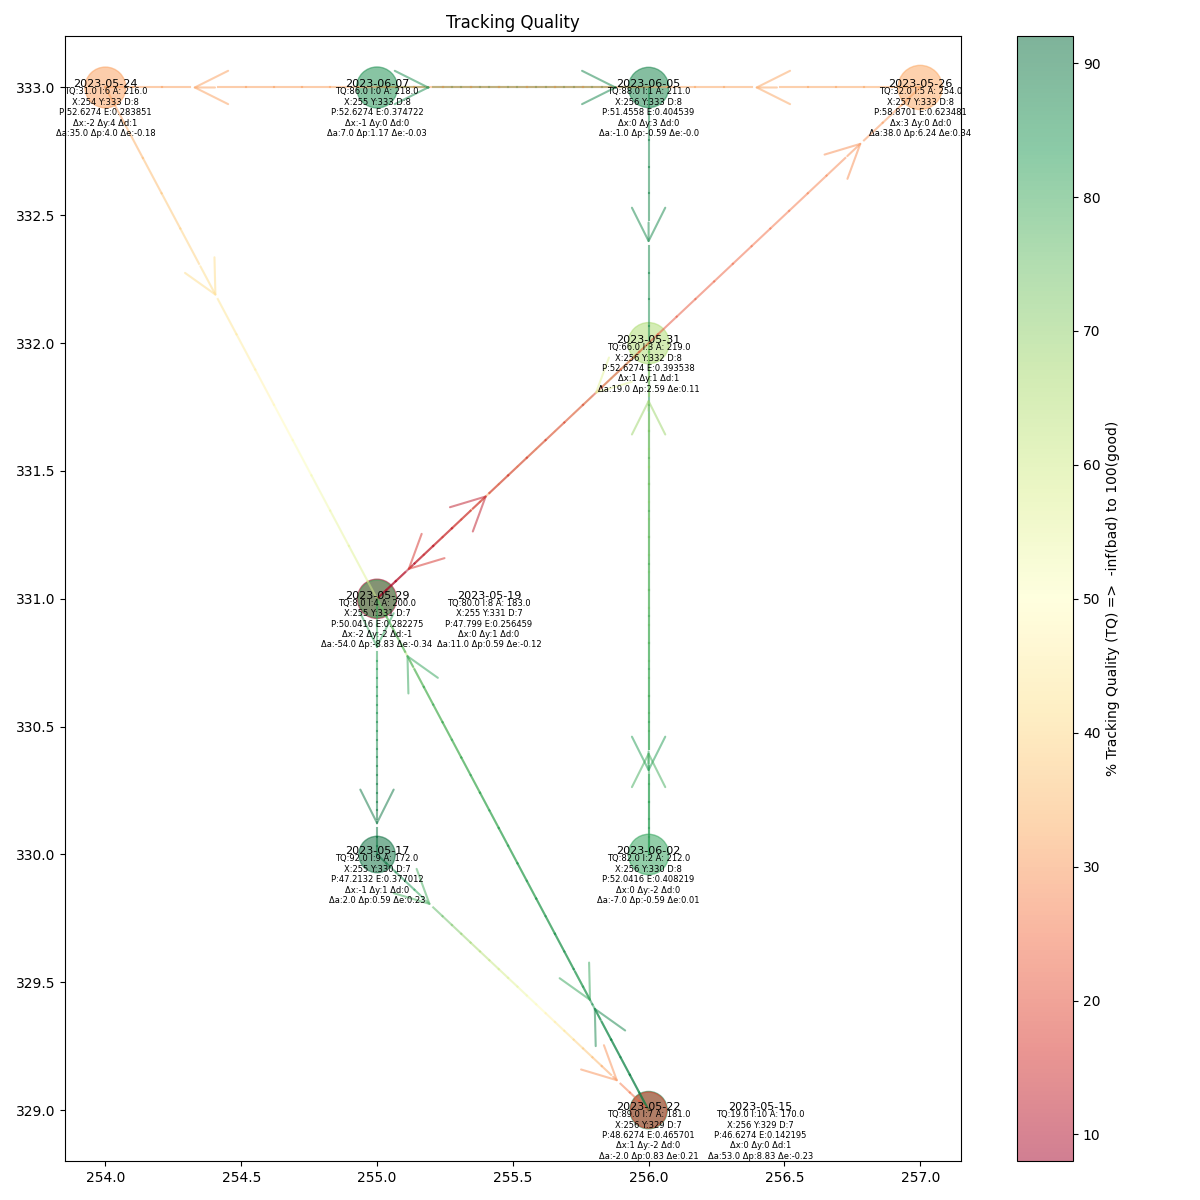 Tracking Quality
333.0
332.5
332.0
331.5
331.0
330.5
330.0
329.5
329.0
2023-05-24
TQ:31.0 I:6 A: 216.0
X:254 Y:333 D:8
P:52.6274 E:0.283851
Δx:-2 Δy:4 Δd:1
Δa:35.0 Δp:4.0 Δe:-0.18
2023-06-07
TQ:86.0 I:0 A: 218.0
X:255 Y:333 D:8
P:52.6274 E:0.374722
Δx:-1 Δy:0 Δd:0
Δa:7.0 Δp:1.17 Δe:-0.03
2023-06-05
TQ:88.0 I:1 A: 211.0
X:256 Y:333 D:8
P:51.4558 E:0.404539
Δx:0 Δy:3 Δd:0
Δa:-1.0 Δp:-0.59 Δe:-0.0
2023-05-26
TQ:32.0 I:5 A: 254.0
X:257 Y:333 D:8
P:58.8701 E:0.623481
Δx:3 Δy:0 Δd:0
Δa:38.0 Δp:6.24 Δe:0.34
2023-05-31
TQ:66.0 I:3 A: 219.0
X:256 Y:332 D:8
P:52.6274 E:0.393538
Δx:1 Δy:1 Δd:1
Δa:19.0 Δp:2.59 Δe:0.11
2023-05-29
TQ:8.0 I:4 A: 200.0
X:255 Y:331 D:7
P:50.0416 E:0.282275
Δx:-2 Δy:-2 Δd:-1
Δa:-54.0 Δp:-8.83 Δe:-0.34
2023-05-19
TQ:80.0 I:8 A: 183.0
X:255 Y:331 D:7
P:47.799 E:0.256459
Δx:0 Δy:1 Δd:0
Δa:11.0 Δp:0.59 Δe:-0.12
2023-05-17
TQ:92.0 I:9 A: 172.0
X:255 Y:330 D:7
P:47.2132 E:0.377012
Δx:-1 Δy:1 Δd:0
Δa:2.0 Δp:0.59 Δe:0.23
2023-06-02
TQ:82.0 I:2 A: 212.0
X:256 Y:330 D:8
P:52.0416 E:0.408219
Δx:0 Δy:-2 Δd:0
Δa:-7.0 Δp:-0.59 Δe:0.01
2023-05-22
TQ:89.0 I:7 A: 181.0
X:256 Y:329 D:7
P:48.6274 E:0.465701
Δx:1 Δy:-2 Δd:0
Δa:-2.0 Δp:0.83 Δe:0.21
2023-05-15
TQ:19.0 I:10 A: 170.0
X:256 Y:329 D:7
P:46.6274 E:0.142195
Δx:0 Δy:0 Δd:1
Δa:53.0 Δp:8.83 Δe:-0.23
254.0
254.5
255.0
255.5
256.0
256.5
257.0
90
80
70
60
50
40
30
20
10
% Tracking Quality (TQ) => -inf(bad) to 100(good)